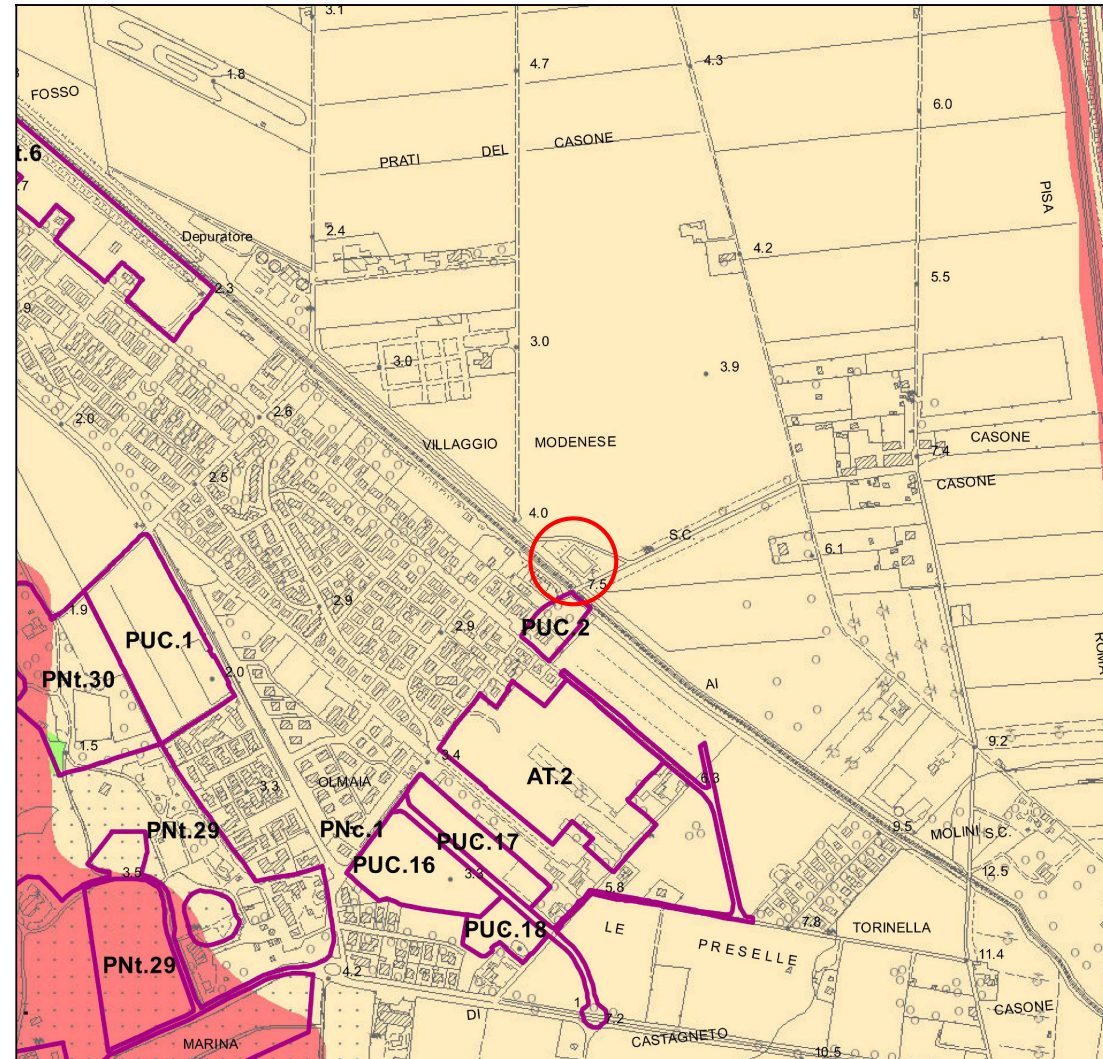 3.1
4.7
4.3
1.8
FOSSO
6.0
PRATI DEL CASONE
t.6
.7
PISA
2.4
Depuratore
4.2
5.5
2.3
.9
3.0
3.0
3.9
2.6
2.0
VILLAGGIO MODENESE
CASONE
7.4
CASONE
2.5
4.0
S.C.
6.1
7.5
1.9
2.9
2.9
PUC.2
PUC.1
ROMA
PNt.30
2.0
AI
1.5
9.2
3.4
3.3
OLMAIA
AT.2
6.3
PNt.29
PNc.1
PUC.17
9.5
MOLINI S.C.
PUC.16
3.3
3.5
12.5
5.8
PUC.18
LE PRESELLE
7.8
TORINELLA
PNt.29
4.2
11.4
DI
1
7.2
CASONE
MARINA
CASTAGNETO
10.5